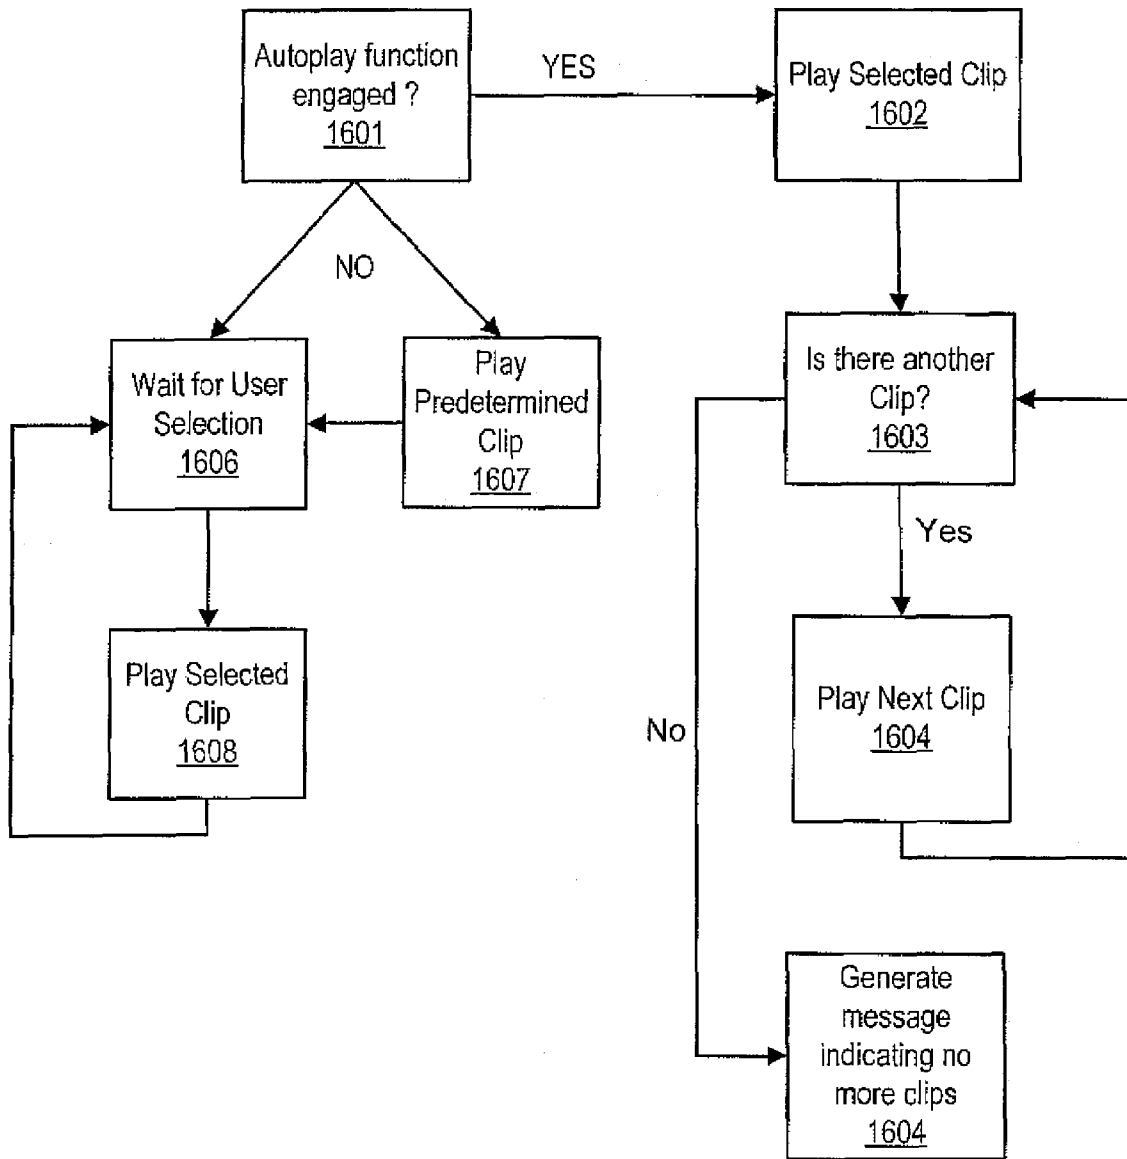 Autoplay function
engaged ?
1601
YES
Play Selected Clip
1602
NO
Wait for User
Selection
1606
Play
Predetermined
Clip
1607
Is there another
Clip?
1603
Yes
Play Selected
Clip
1608
No
Play Next Clip
1604
Generate
message
indicating no
more clips
1604